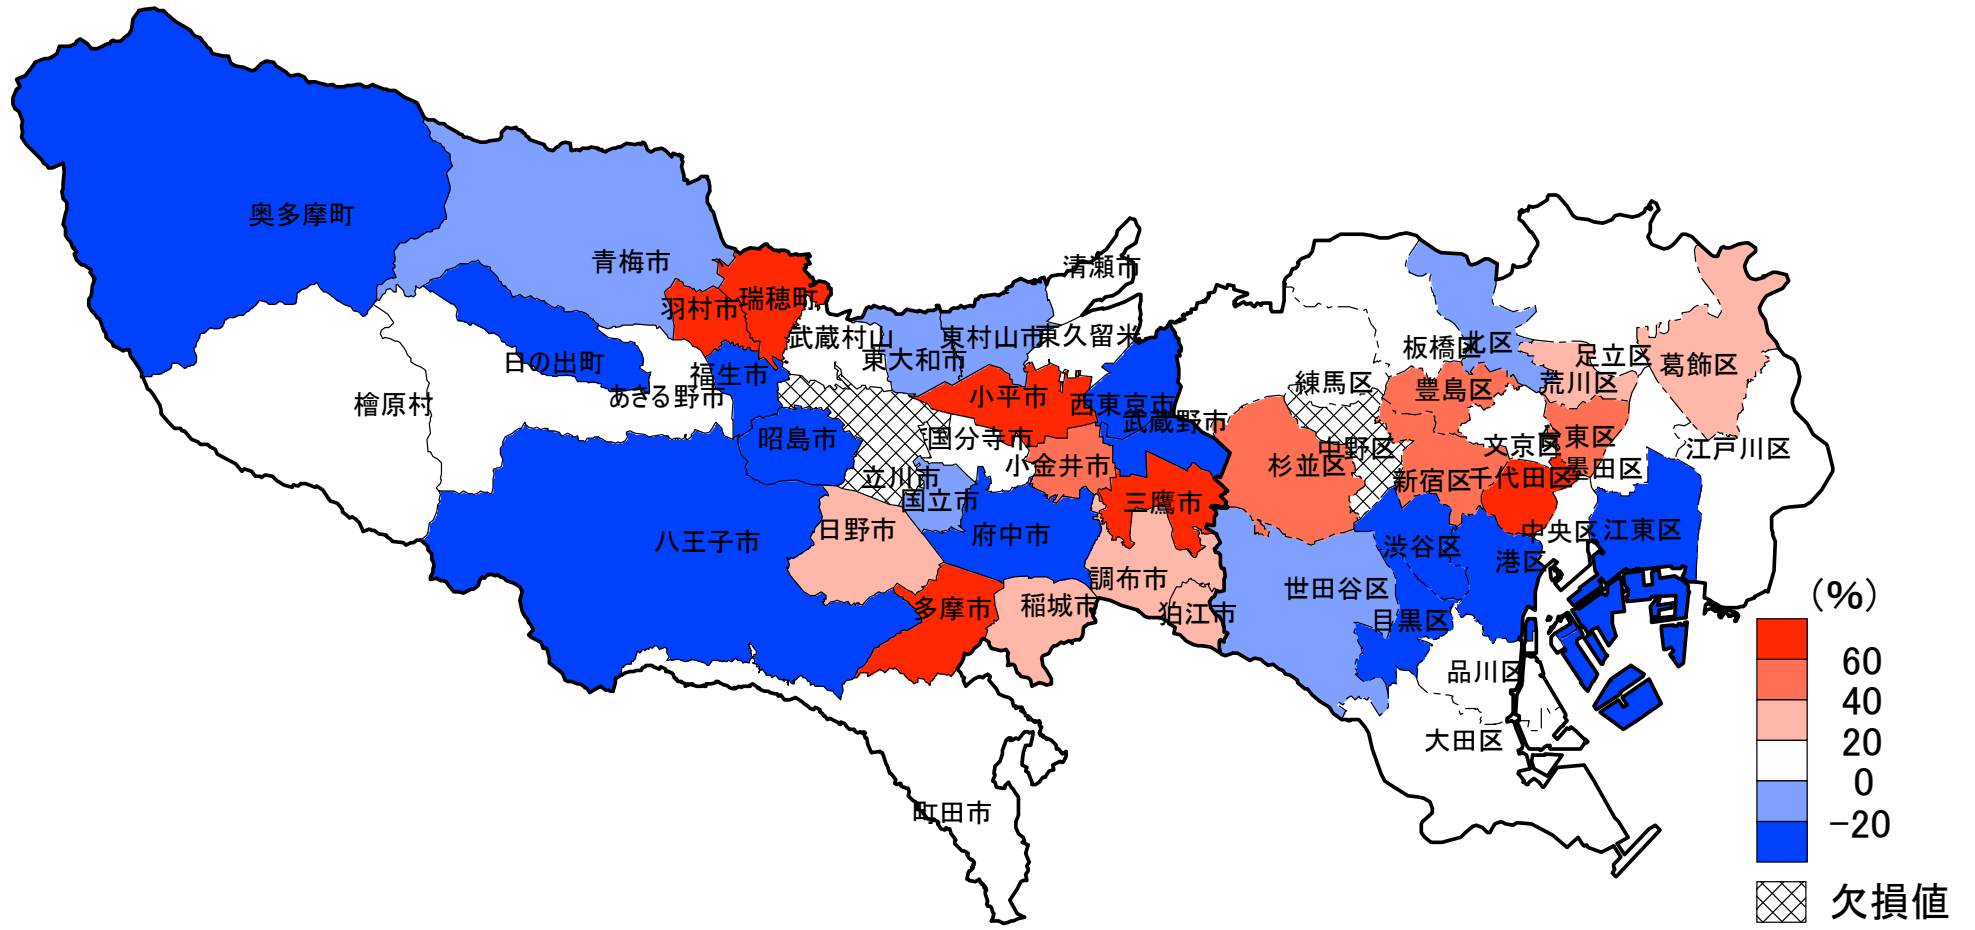 奥多摩町
青梅市
清瀬市
瑞穂町
羽村市
武蔵村山
東大和市
東村山市
東久留米
日の出町
福生市
あきる野市
檜原村
昭島市
小平市
西東京市
武蔵野市
国分寺市
小金井市
立川市
国立市
三鷹市
八王子市
日野市
府中市
調布市
多摩市
稲城市
狛江市
町田市
板橋区
北区
足立区
葛飾区
練馬区
豊島区
荒川区
中野区
文京区
台東区
江戸川区
杉並区
新宿区
千代田区
墨田区
渋谷区
港区
中央区
江東区
世田谷区
目黒区
品川区
大田区
(%)
60
40
20
0
-20
欠損値